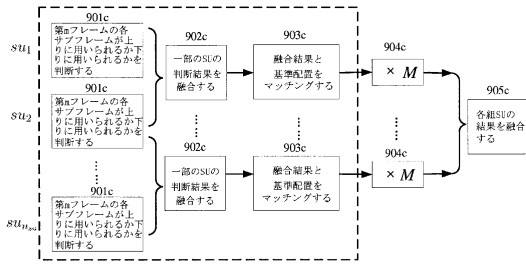 901c
su1
第mフレームの各
サブフレームが上
りに用いられるか下
りに用いられるかを
判断する
902c
一部のSUの
判断結果を
融合する
903c
融合結果と
基準配置を
マッチングする
904c
× M
905c
各組SUの
結果を融合
する
su2
901c
第mフレームの各
サブフレームが上
りに用いられるか下
りに用いられるかを
判断する
902c
一部のSUの
判断結果を
融合する
903c
融合結果と
基準配置を
マッチングする
904c
× M
901c
sunsu
第mフレームの各
サブフレームが上
りに用いられるか下
りに用いられるかを
判断する